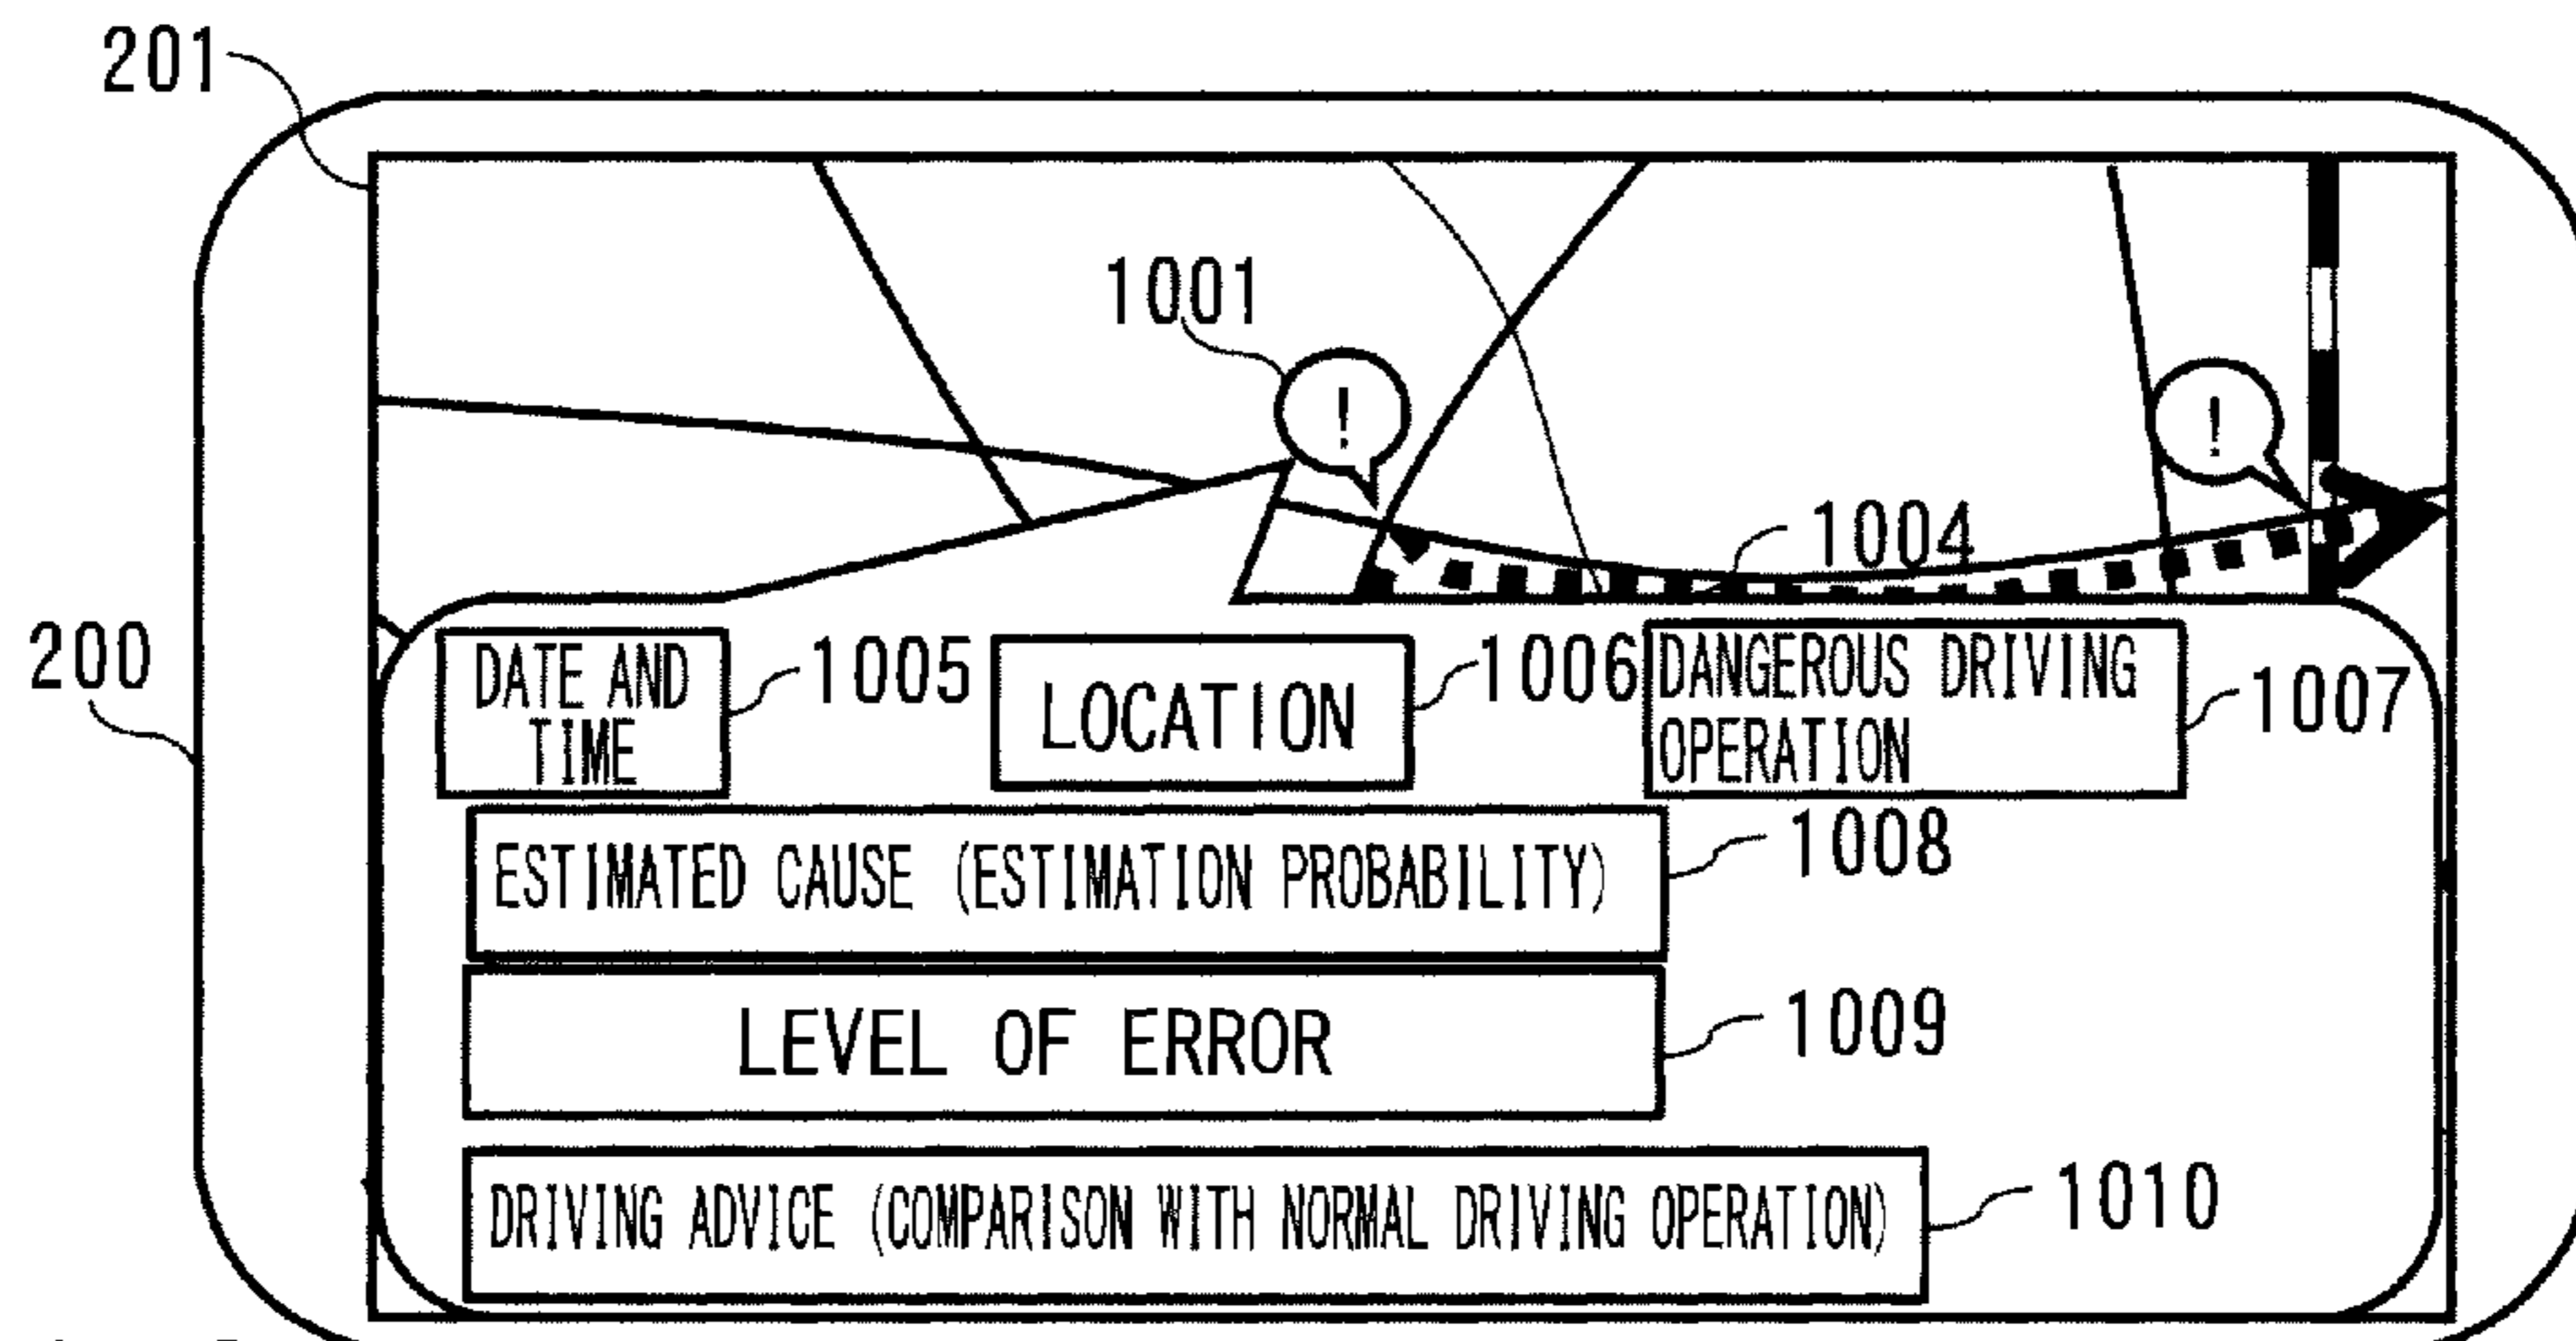 201
1001
!
!
1004
200
DATE AND
TIME
1005
LOCATION
1006
DANGEROUS DRIVING
OPERATION
1007
ESTIMATED CAUSE (ESTIMATION PROBABILITY)
1008
LEVEL OF ERROR
1009
DRIVING ADVICE (COMPARISON WITH NORMAL DRIVING OPERATION)
1010